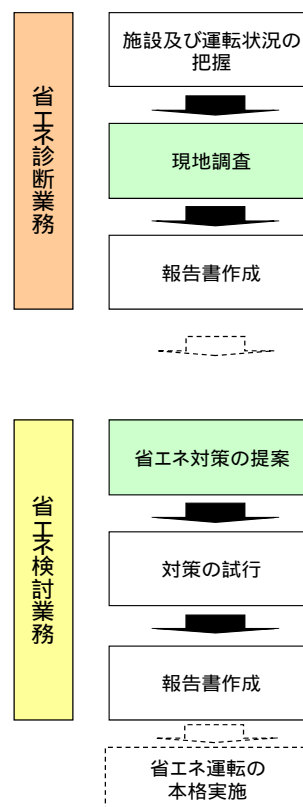 省エネ診断業務
施設及び運転状況の
把握
現地調査
報告書作成
省エネ検討業務
省エネ対策の提案
対策の試行
報告書作成
省エネ運転の
本格実施